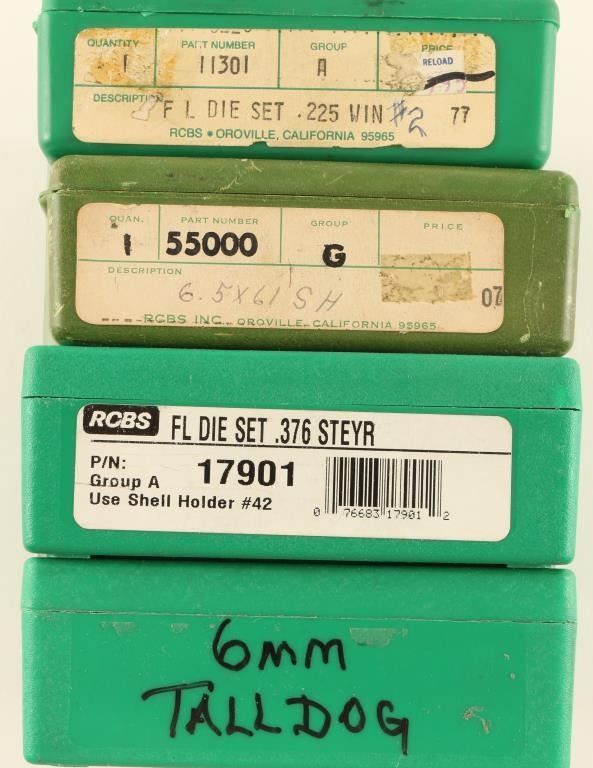 QUANTITY PART NUMBER GROUP PRICE
1 11301 A RELOAD
DESCRIPTION
F L DIE SET .225 WIN #2 77
RCBS • OROVILLE, CALIFORNIA 95965
QUAN. PART NUMBER GROUP PRICE
1 55000 G
DESCRIPTION
6.5X61 SH 07
RCBS INC., OROVILLE, CALIFORNIA 95965
RCBS FL DIE SET .376 STEYR
P/N: 17901
Group A
Use Shell Holder #42
0 76683 17901 2
6mm
TALLDOG